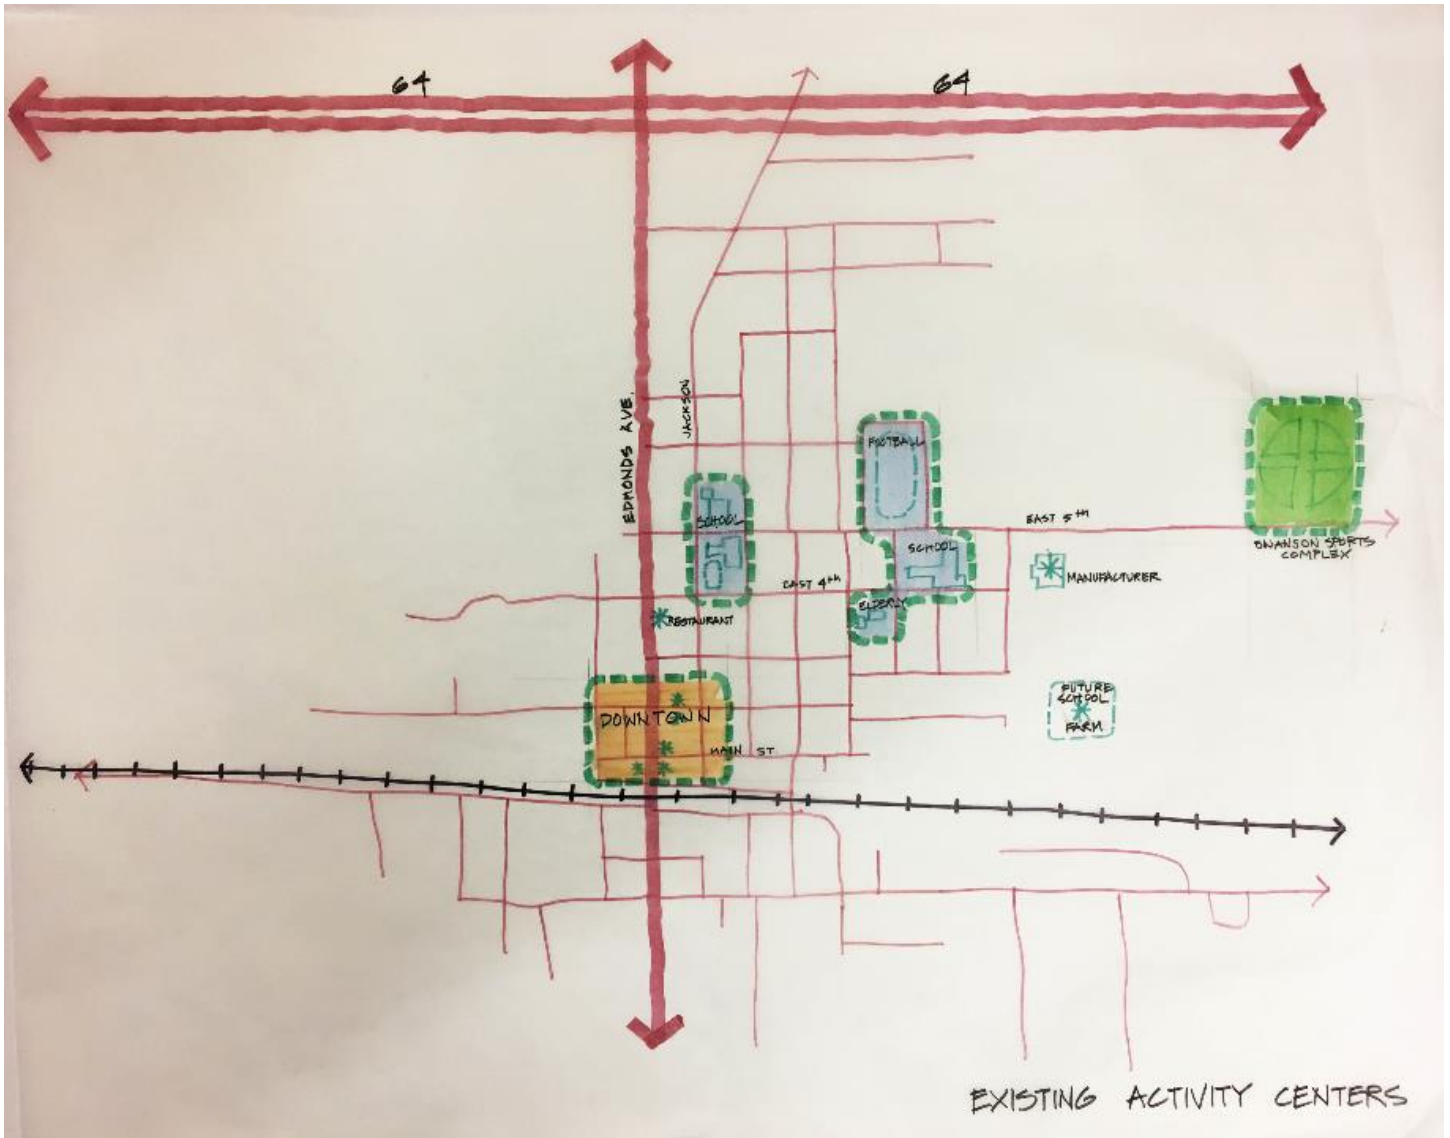 64
64
JACKSON
EDMONDS AVE.
FOOTBALL
SCHOOL
EAST 5th
SCHOOL
SWANSON SPORTS
COMPLEX
EAST 4th
MANUFACTURER
ELDERLY
RESTAURANT
FUTURE
SCHOOL
FARM
DOWNTOWN
MAIN ST
EXISTING ACTIVITY CENTERS